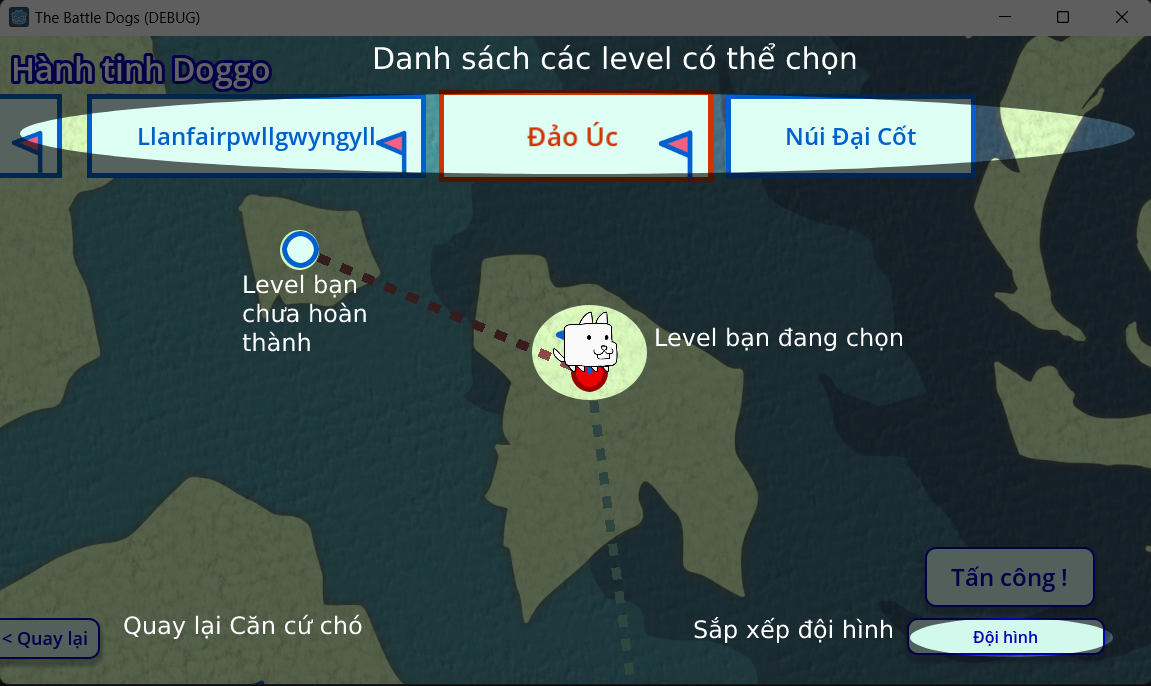 The Battle Dogs (DEBUG)
Hành tinh Doggo
Danh sách các level có thể chọn
Llanfairpwllgwyngyll
Đảo Úc
Núi Đại Cốt
Level bạn
chưa hoàn
thành
Level bạn đang chọn
Tấn công !
< Quay lại
Quay lại Căn cứ chó
Sắp xếp đội hình
Đội hình